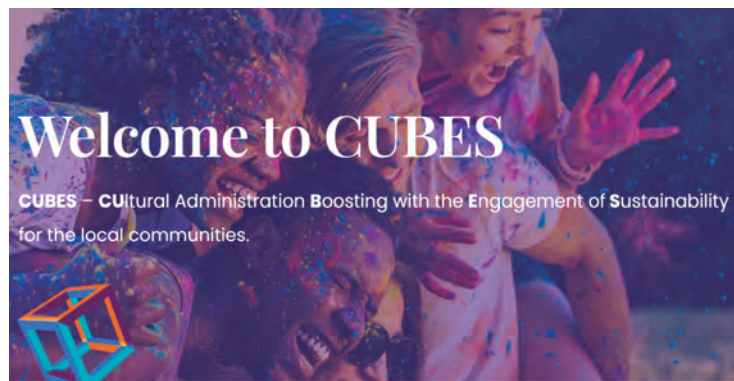 Welcome to CUBES
CUBES – CUltural Administration Boosting with the Engagement of Sustainability
for the local communities.